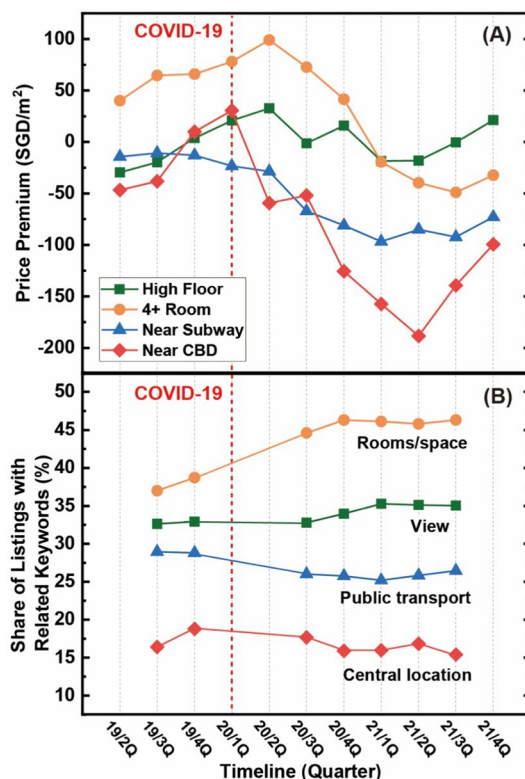 COVID-19
(A)
Price Premium (SGD/m²)
100
50
0
-50
-100
-150
-200
High Floor
4+ Room
Near Subway
Near CBD
COVID-19
(B)
Share of Listings with
Related Keywords (%)
50
45
40
35
30
25
20
15
10
Rooms/space
View
Public transport
Central location
19/2Q
19/3Q
19/4Q
20/1Q
20/2Q
20/3Q
20/4Q
21/1Q
21/2Q
21/3Q
21/4Q
Timeline (Quarter)